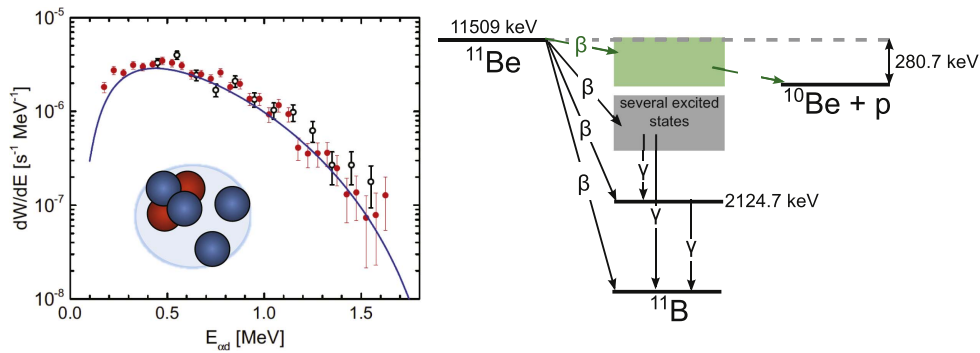 10⁻⁵
10⁻⁶
10⁻⁷
10⁻⁸
dW/dE [s⁻¹ MeV⁻¹]
0.0 0.5 1.0 1.5
E_αd [MeV]
11509 keV
¹¹Be
β
β
β
β
several excited
states
γ
γ
γ
280.7 keV
¹⁰Be + p
2124.7 keV
¹¹B